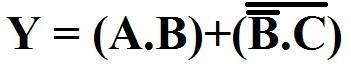 Y = (A.B)+(B̿.̅C̅)